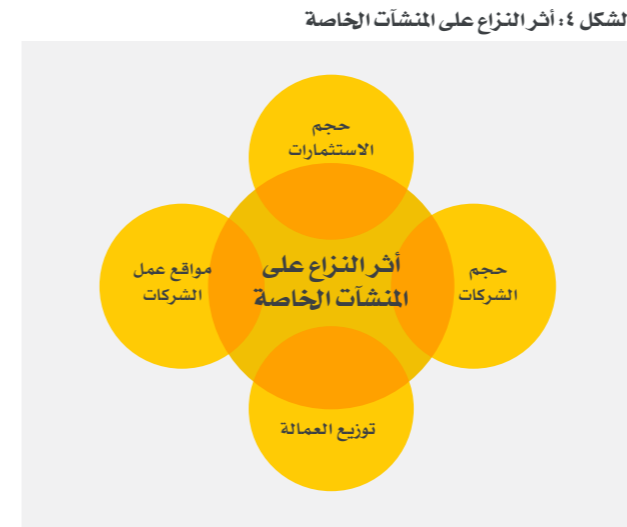 لشكل ٤: أثر النزاع على المنشآت الخاصة
حجم
الاستثمارات
أثر النزاع على
المنشآت الخاصة
حجم
الشركات
مواقع عمل
الشركات
توزيع العمالة